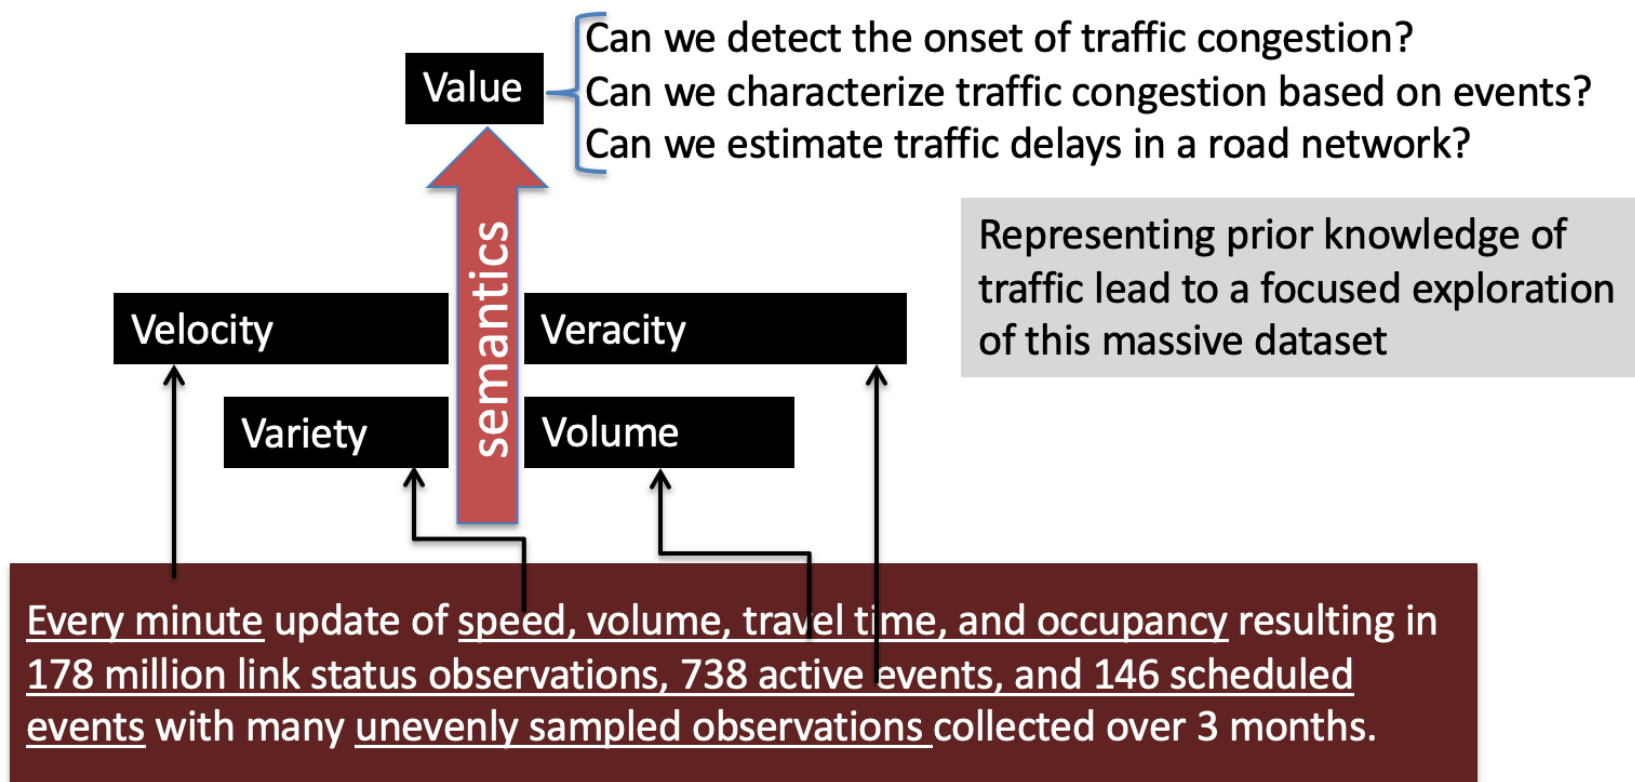 Can we detect the onset of traffic congestion?
Value
Can we characterize traffic congestion based on events?
Can we estimate traffic delays in a road network?
Representing prior knowledge of
traffic lead to a focused exploration
of this massive dataset
semantics
Velocity
Veracity
Variety
Volume
Every minute update of speed, volume, travel time, and occupancy resulting in
178 million link status observations, 738 active events, and 146 scheduled
events with many unevenly sampled observations collected over 3 months.